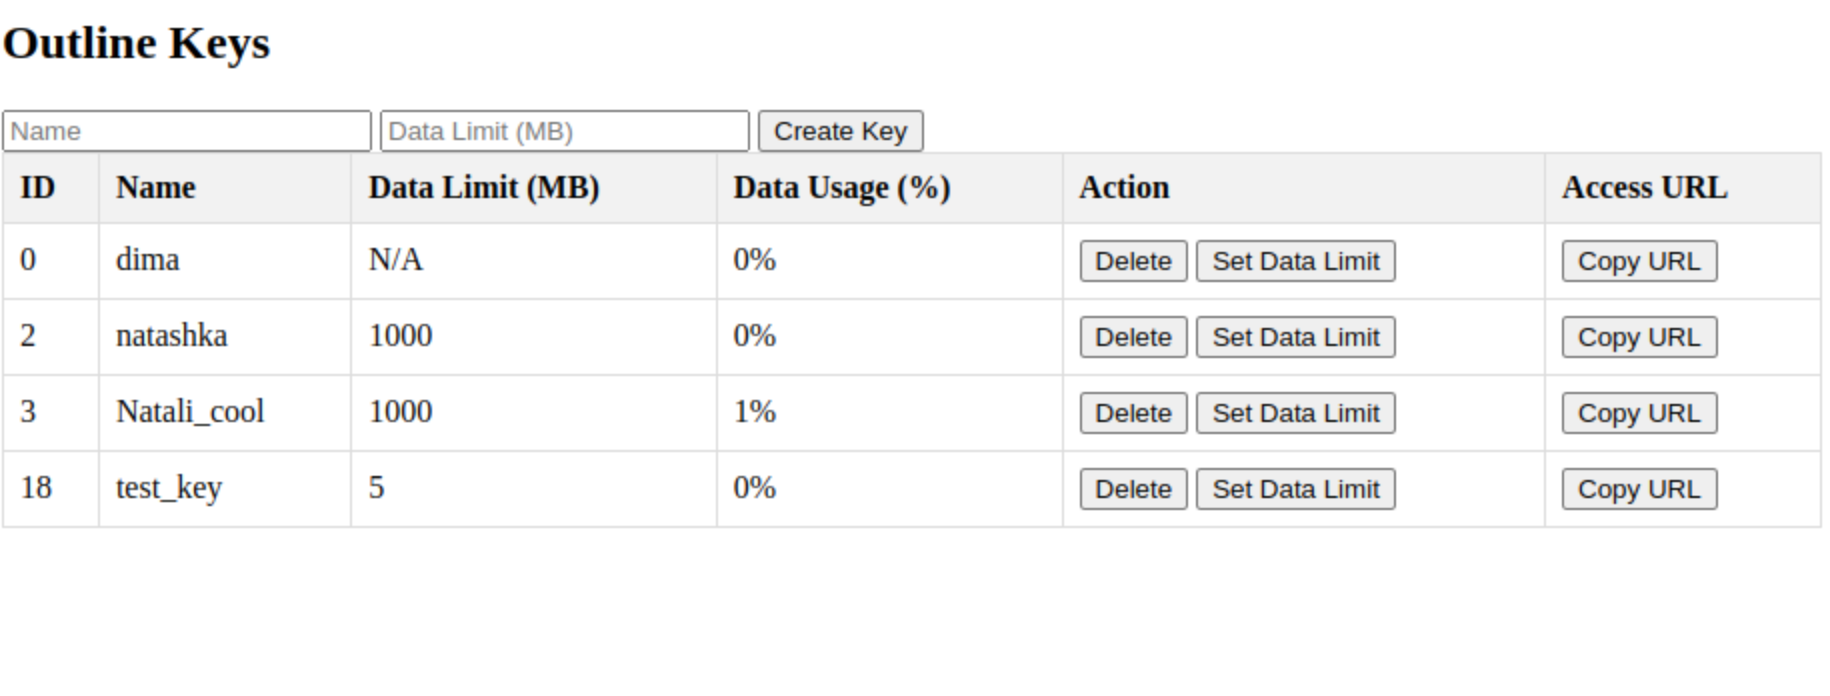 Outline Keys
Name Data Limit (MB) Create Key
ID Name Data Limit (MB) Data Usage (%) Action Access URL
0 dima N/A 0% Delete Set Data Limit Copy URL
2 natashka 1000 0% Delete Set Data Limit Copy URL
3 Natali_cool 1000 1% Delete Set Data Limit Copy URL
18 test_key 5 0% Delete Set Data Limit Copy URL